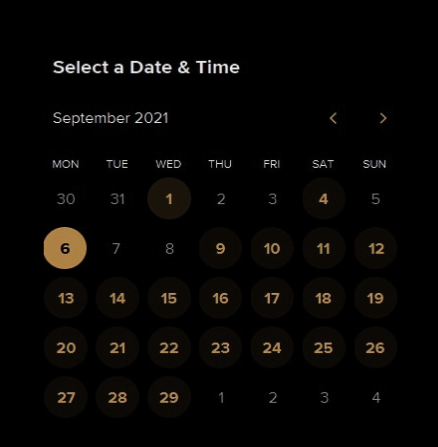 Select a Date & Time
September 2021
MON TUE WED THU FRI SAT SUN
30 31 1 2 3 4 5
6 7 8 9 10 11 12
13 14 15 16 17 18 19
20 21 22 23 24 25 26
27 28 29 1 2 3 4